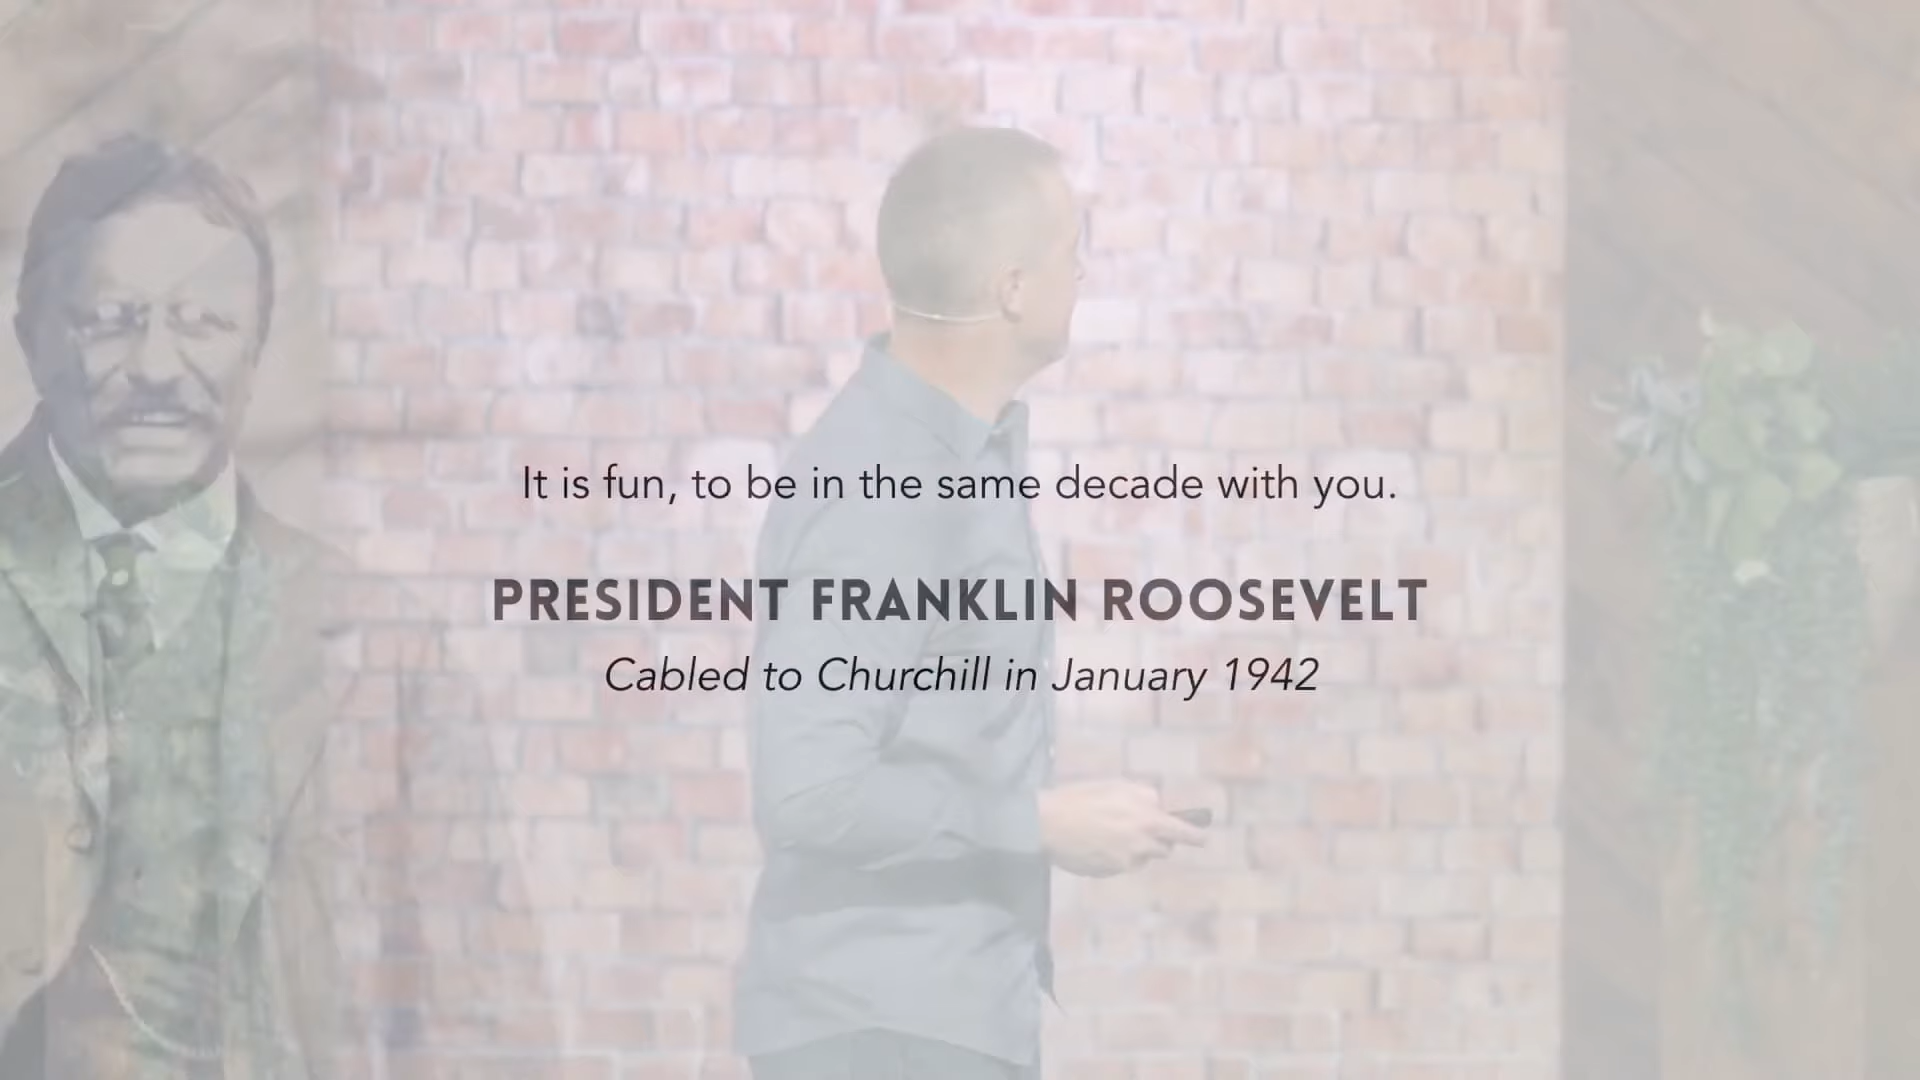 It is fun, to be in the same decade with you.
PRESIDENT FRANKLIN ROOSEVELT
Cabled to Churchill in January 1942